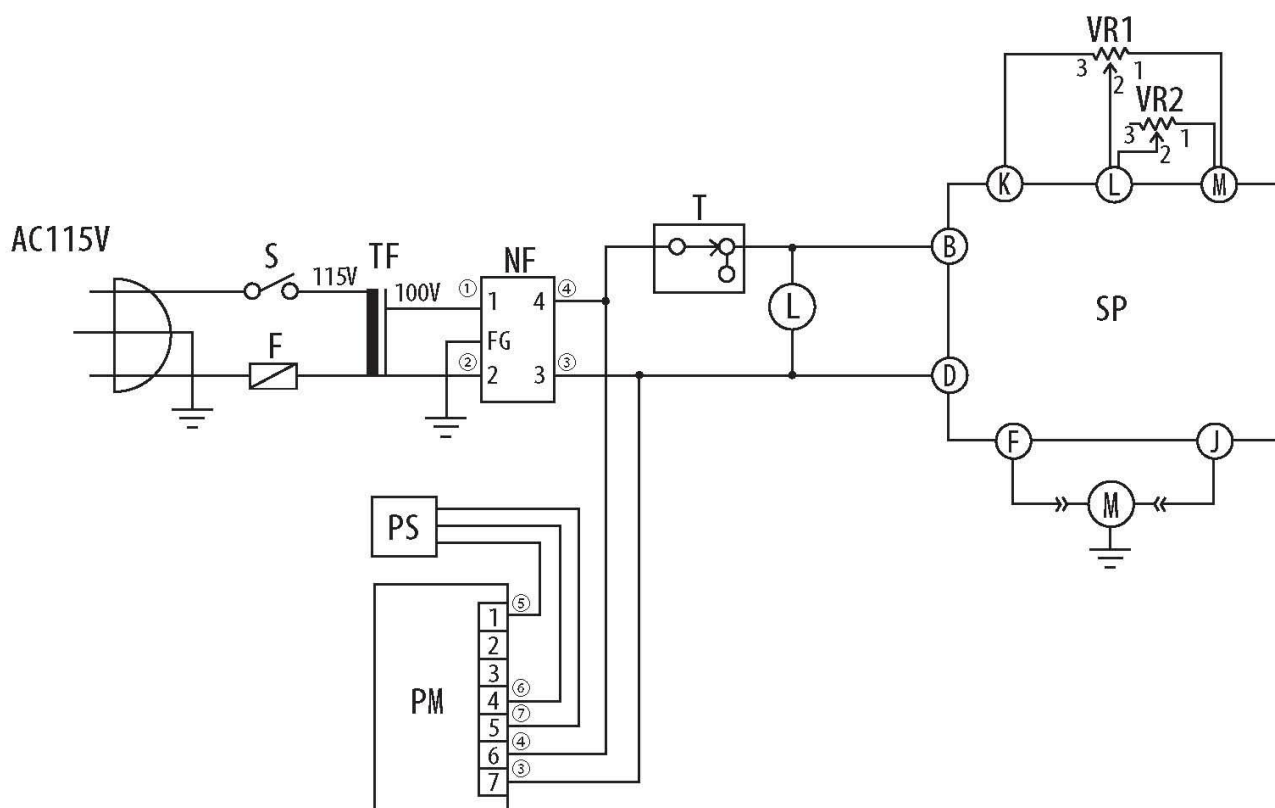 VR1
3 2 1
VR2
3 2 1
K L M
AC115V
S 115V TF 100V NF T B
① 1 4 ④
L SP
F FG
② 2 3 ③ D
F J
M
PS
1 ⑤
2
3
PM 4 ⑥
5 ⑦
6 ④
7 ③